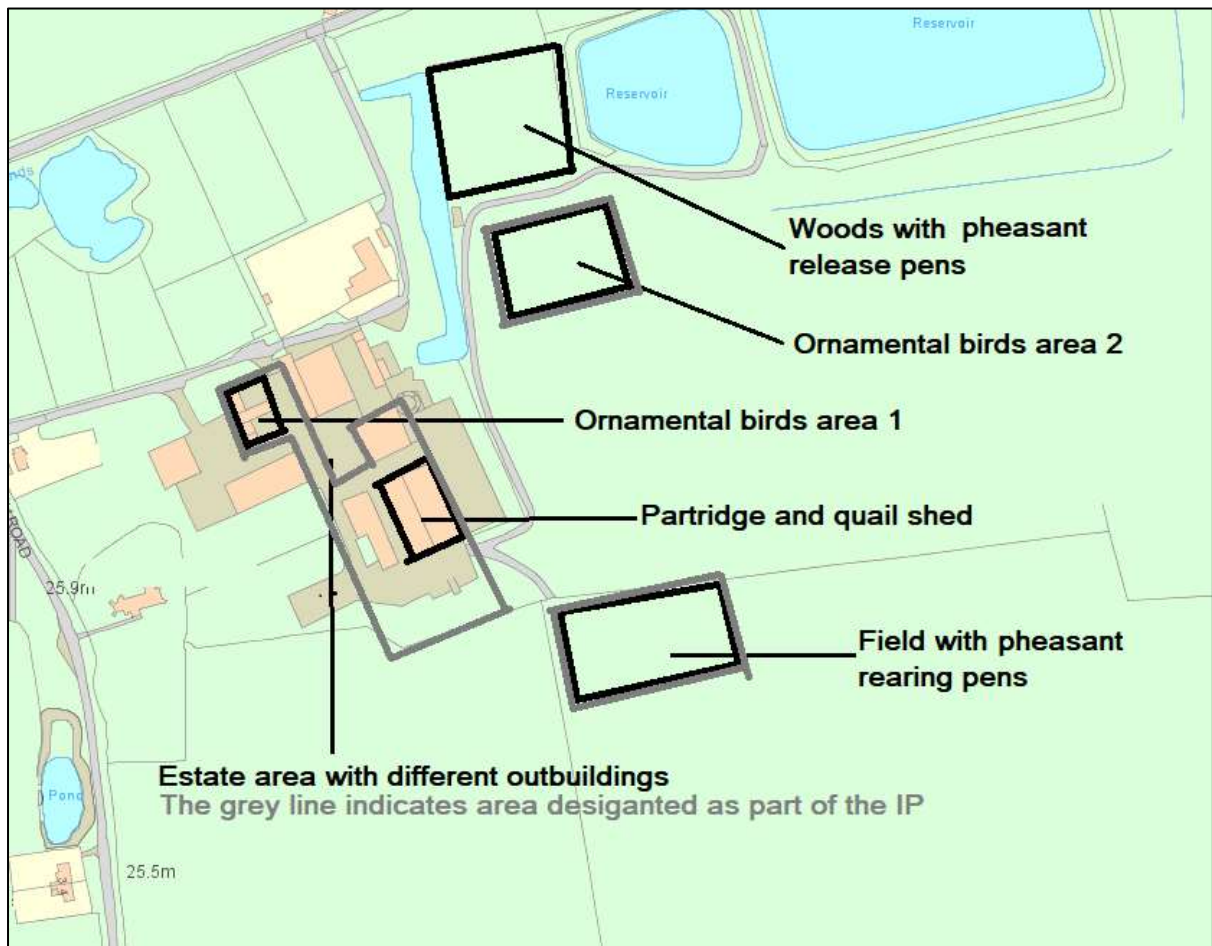 Reservoir
Reservoir
nds
Woods with pheasant
release pens
Ornamental birds area 2
Ornamental birds area 1
Partridge and quail shed
ROAD
25.9m
Field with pheasant
rearing pens
Estate area with different outbuildings
The grey line indicates area desiganted as part of the IP
Pond
25.5m